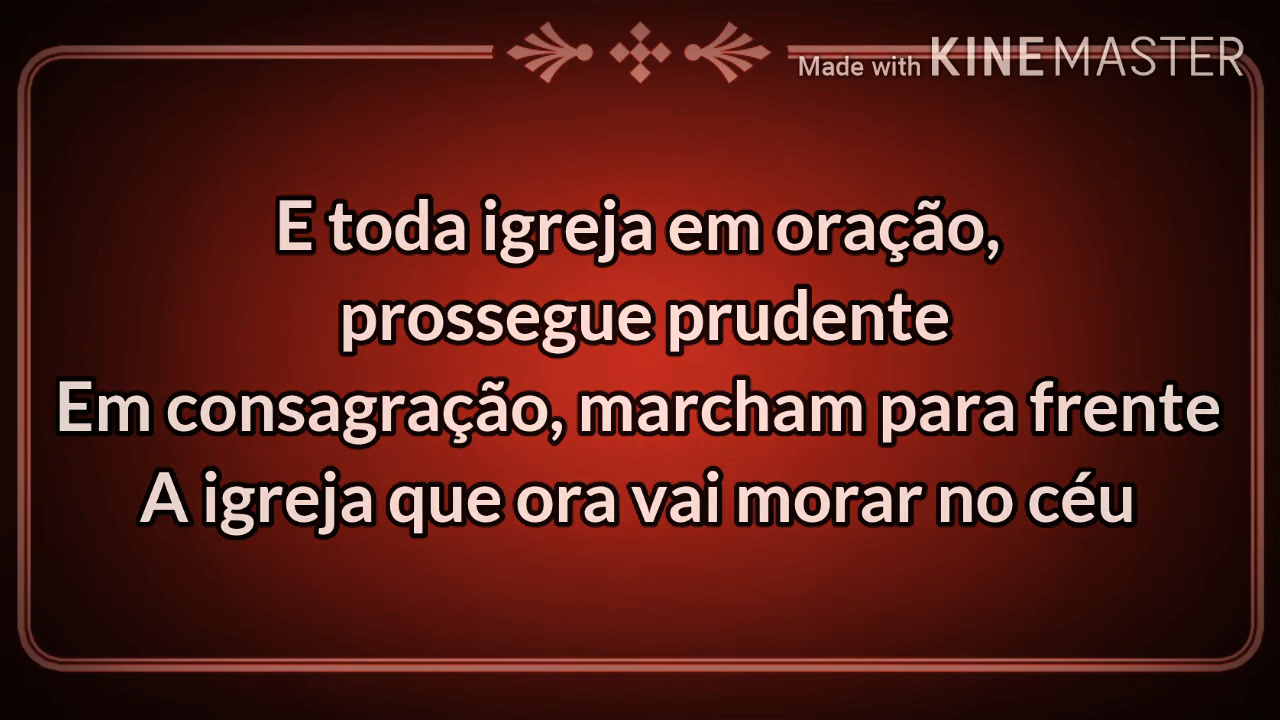 Made with KINEMASTER
E toda igreja em oração,
prossegue prudente
Em consagração, marcham para frente
A igreja que ora vai morar no céu